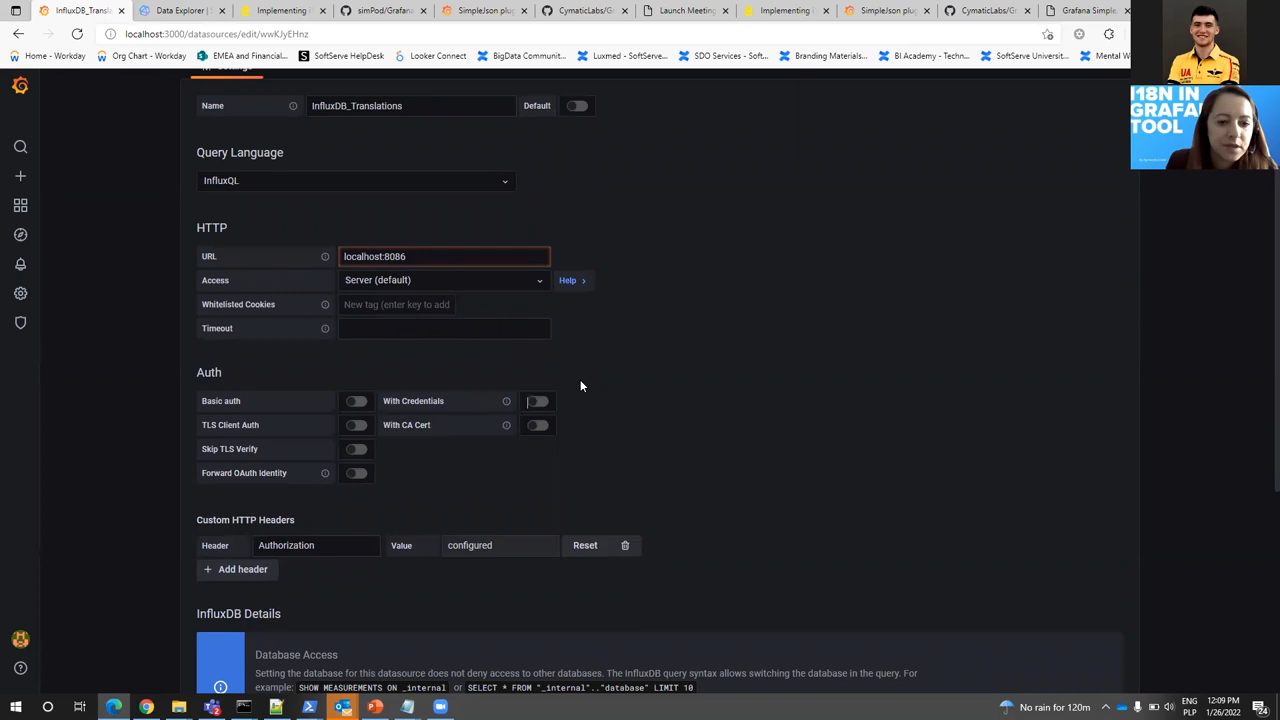 InfluxDB_Translations
Data Explorer |
Implementing i
simPod/Grafana
SimpleJson plug
CymaticLabs/G
Launch Meeting
Implementing i
SimpleJson plug
CymaticLabs/G
Grafana Simple
localhost:3000/datasources/edit/wwKJyEHnz
Home - Workday
Org Chart - Workday
EMEA and Financial...
SoftServe HelpDesk
Looker Connect
BigData Communit...
Luxmed - SoftServe...
SDO Services - Soft...
Branding Materials...
BI Academy - Techn...
SoftServe Universit...
Mental W
UA
I18N IN
GRAFA
TOOL
Settings
Name
InfluxDB_Translations
Default
Query Language
InfluxQL
HTTP
URL
localhost:8086
Access
Server (default)
Help >
Whitelisted Cookies
New tag (enter key to add
Timeout
Auth
Basic auth
With Credentials
TLS Client Auth
With CA Cert
Skip TLS Verify
Forward OAuth Identity
Custom HTTP Headers
Header
Authorization
Value
configured
Reset
+ Add header
InfluxDB Details
Database Access
Setting the database for this datasource does not deny access to other databases. The InfluxDB query syntax allows switching the database in the query. For
example: SHOW MEASUREMENTS ON _internal or SELECT * FROM "_internal".."database" LIMIT 10
No rain for 120m
ENG
PLP
12:09 PM
1/26/2022
24